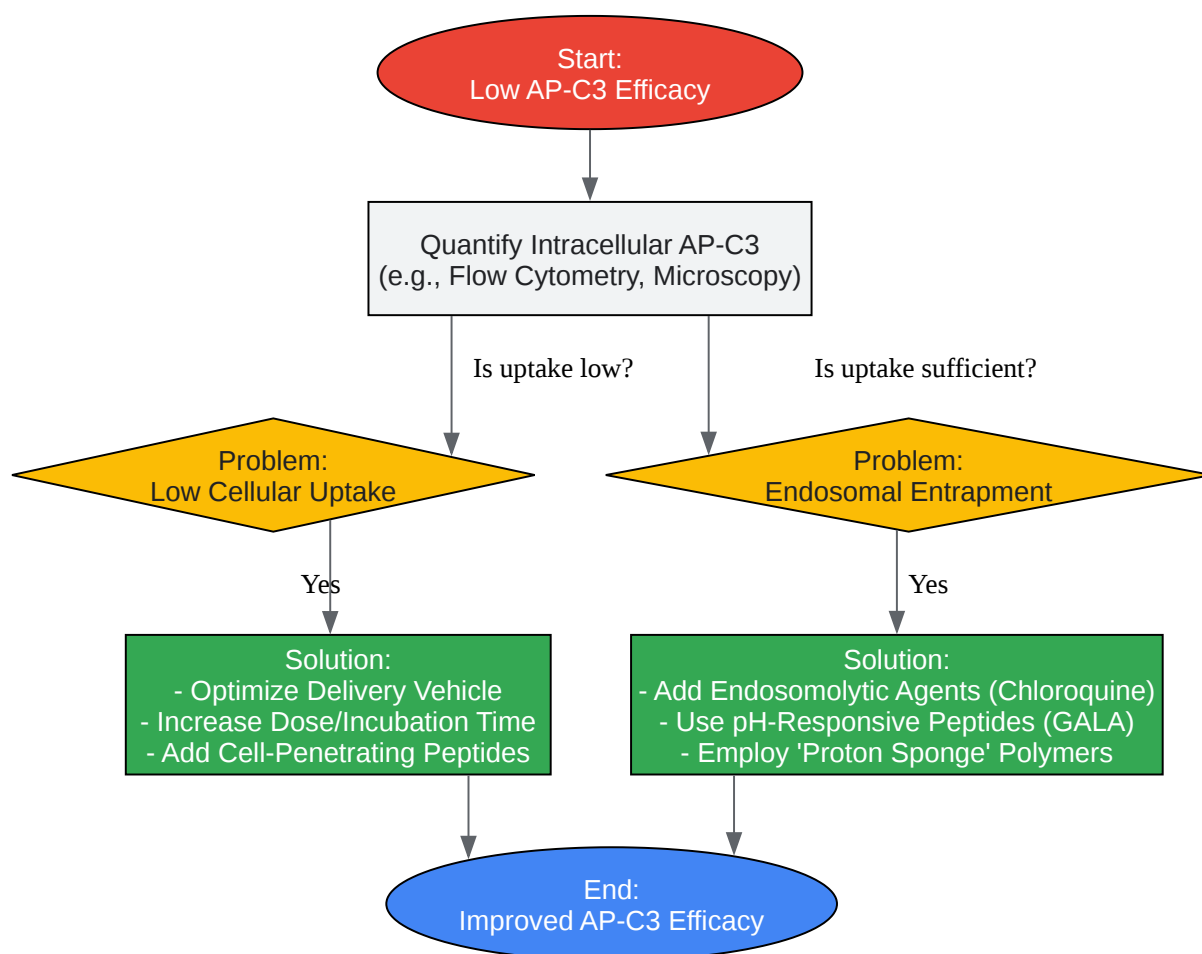 Start:
Low AP-C3 Efficacy
Quantify Intracellular AP-C3
(e.g., Flow Cytometry, Microscopy)
Is uptake low?
Is uptake sufficient?
Problem:
Low Cellular Uptake
Problem:
Endosomal Entrapment
Yes
Yes
Solution:
- Optimize Delivery Vehicle
- Increase Dose/Incubation Time
- Add Cell-Penetrating Peptides
Solution:
- Add Endosomolytic Agents (Chloroquine)
- Use pH-Responsive Peptides (GALA)
- Employ 'Proton Sponge' Polymers
End:
Improved AP-C3 Efficacy